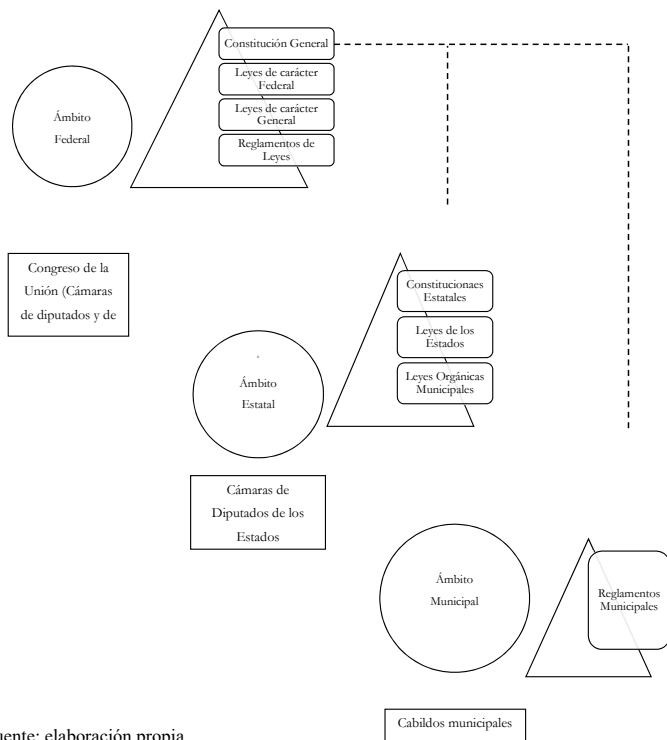 Constitución General
Leyes de carácter
Federal
Leyes de carácter
General
Reglamentos de
Leyes
Ámbito
Federal
Congreso de la
Unión (Cámaras
de diputados y de
Constitucionaes
Estatales
Leyes de los
Estados
Leyes Orgánicas
Municipales
Ámbito
Estatal
Cámaras de
Diputados de los
Estados
Ámbito
Municipal
Reglamentos
Municipales
Cabildos municipales
uente: elaboración propia